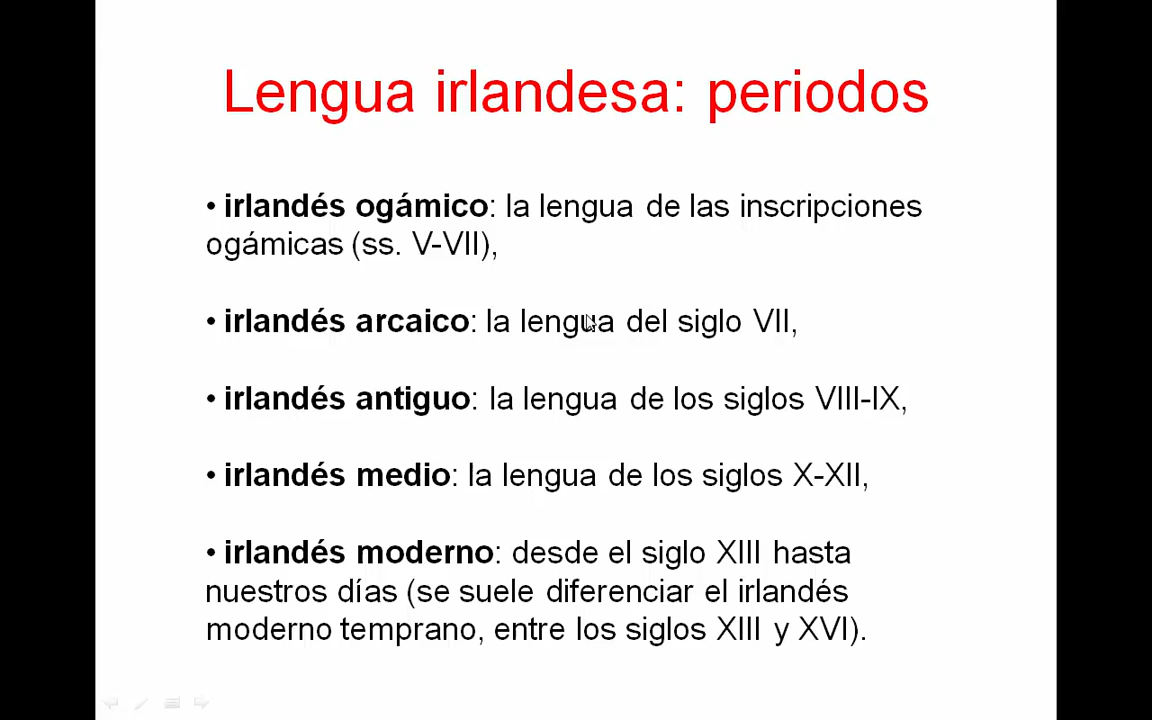 Lengua irlandesa: periodos
• irlandés ogámico: la lengua de las inscripciones
ogámicas (ss. V-VII),
• irlandés arcaico: la lengua del siglo VII,
• irlandés antiguo: la lengua de los siglos VIII-IX,
• irlandés medio: la lengua de los siglos X-XII,
• irlandés moderno: desde el siglo XIII hasta
nuestros días (se suele diferenciar el irlandés
moderno temprano, entre los siglos XIII y XVI).